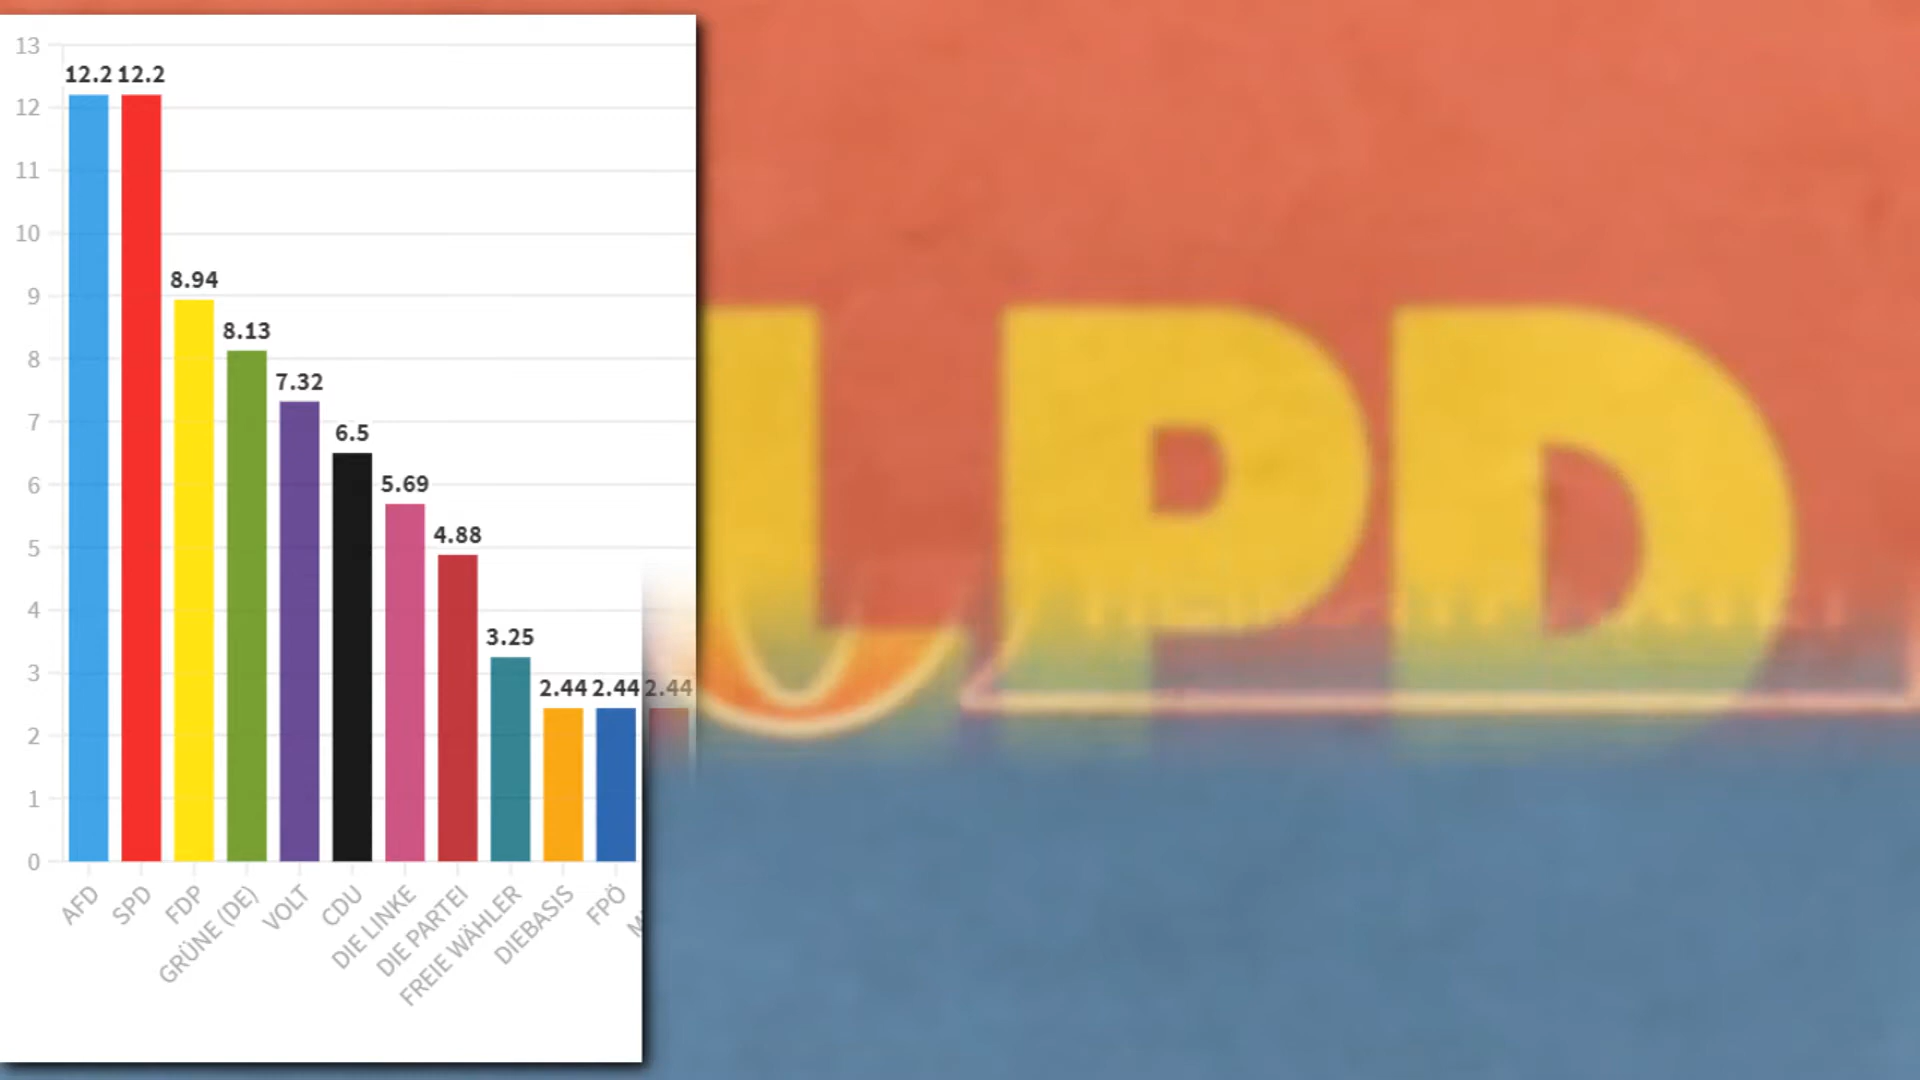 13
12.2 12.2
12
11
10
8.94
9
8.13
8
7.32
7
6.5
6
5.69
5
4.88
4
3.25
3
2.44 2.44 2.44
2
1
0
AFD
SPD
FDP
GRÜNE (DE)
VOLT
CDU
DIE LINKE
DIE PARTEI
FREIE WÄHLER
DIEBASIS
FPÖ
LPD